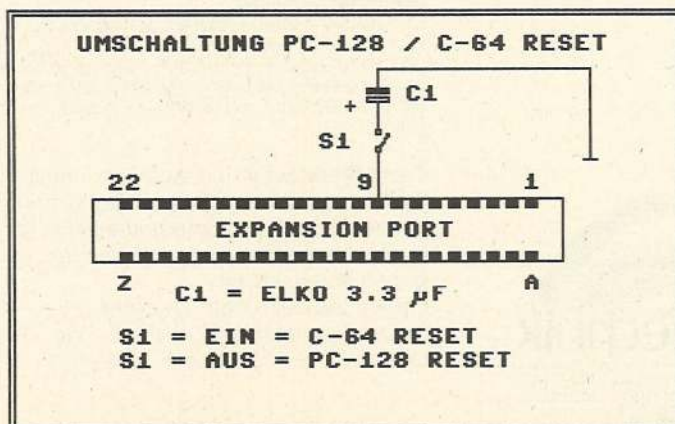 UMSCHALTUNG PC-128 / C-64 RESET
C1
+
S1
22 9 1
EXPANSION PORT
Z A
C1 = ELKO 3.3 µF
S1 = EIN = C-64 RESET
S1 = AUS = PC-128 RESET